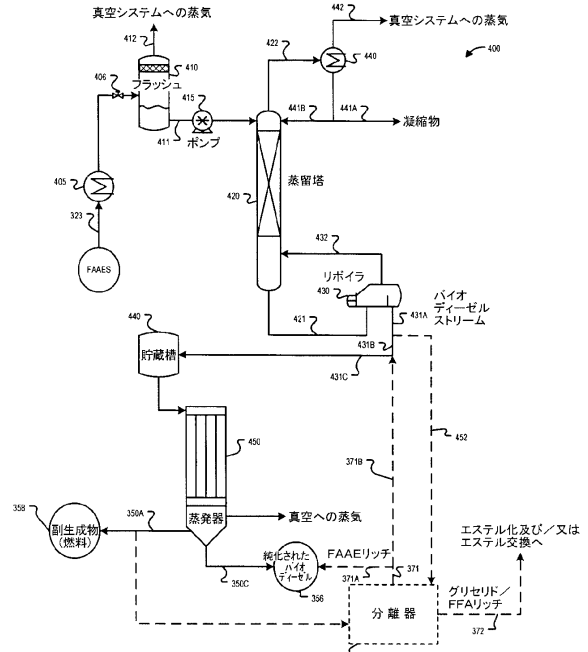 真空システムへの蒸気
442
真空システムへの蒸気
412
422
440
400
406
410
フラッシュ
415
441B
441A
凝縮物
411
ポンプ
蒸留塔
405
420
323
432
FAAES
リボイラ
430
バイオ
ディーゼル
ストリーム
431A
440
421
431B
貯蔵槽
431C
452
450
371B
蒸発器
358
350A
真空への蒸気
副生成物
(燃料)
エステル化及び/又は
エステル交換へ
純化された
バイオ
ディーゼル
FAAEリッチ
371
350C
371A
356
グリセリド/
FFAリッチ
分離器
372